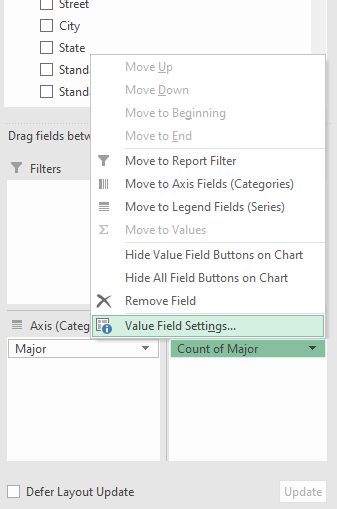 Street
City
State
Standa
Standa
Drag fields betwe
Filters
Move Up
Move Down
Move to Beginning
Move to End
Move to Report Filter
Move to Axis Fields (Categories)
Move to Legend Fields (Series)
Σ Move to Values
Hide Value Field Buttons on Chart
Hide All Field Buttons on Chart
Remove Field
Value Field Settings...
Axis (Categ
Major
Count of Major
Defer Layout Update
Update